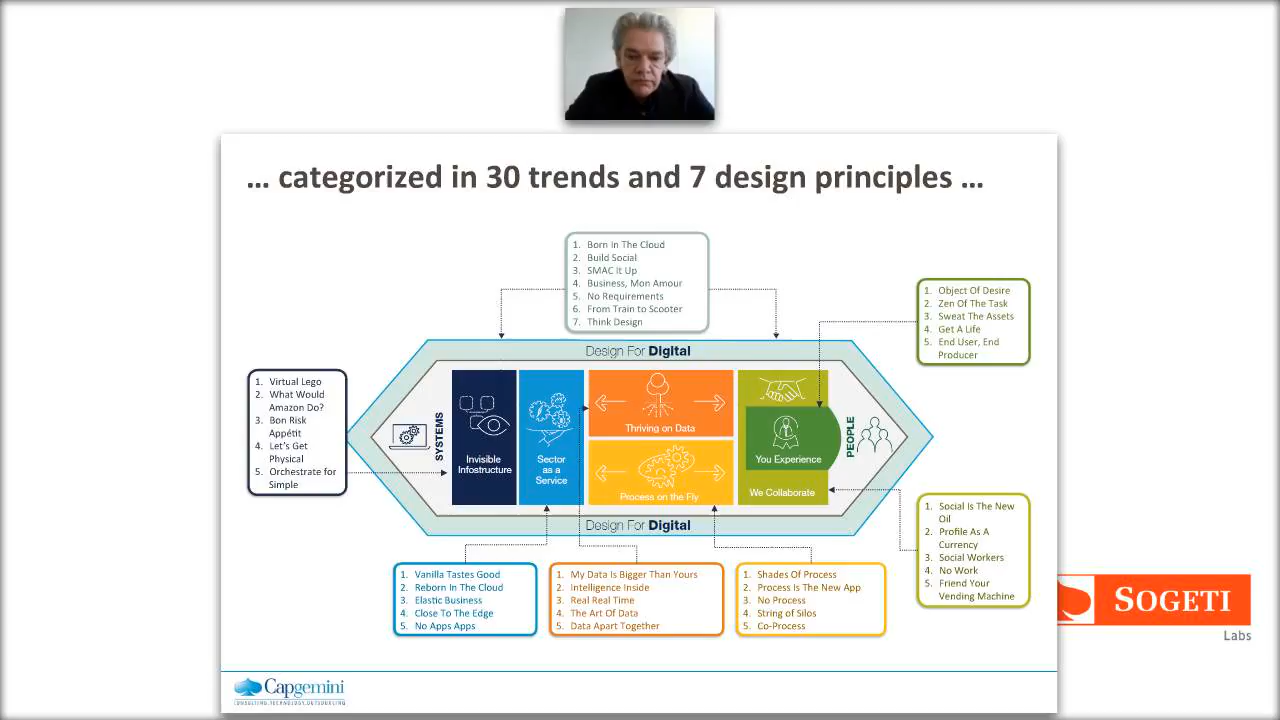 … categorized in 30 trends and 7 design principles …
1. Born In The Cloud
2. Build Social
3. SMAC It Up
4. Business, Mon Amour
5. No Requirements
6. From Train to Scooter
7. Think Design
1. Object Of Desire
2. Zen Of The Task
3. Sweat The Assets
4. Get A Life
5. End User, End
Producer
Design For Digital
1. Virtual Lego
2. What Would
Amazon Do?
3. Bon Risk
Appétit
4. Let's Get
Physical
5. Orchestrate for
Simple
SYSTEMS
Invisible
Infostructure
Sector
as a
Service
Thriving on Data
Process on the Fly
You Experience
We Collaborate
PEOPLE
Design For Digital
1. Social Is The New
Oil
2. Profile As A
Currency
3. Social Workers
4. No Work
5. Friend Your
Vending Machine
1. Vanilla Tastes Good
2. Reborn In The Cloud
3. Elastic Business
4. Close To The Edge
5. No Apps Apps
1. My Data Is Bigger Than Yours
2. Intelligence Inside
3. Real Real Time
4. The Art Of Data
5. Data Apart Together
1. Shades Of Process
2. Process Is The New App
3. No Process
4. String of Silos
5. Co-Process
SOGETI
Labs
Capgemini
CONSULTING.TECHNOLOGY.OUTSOURCING